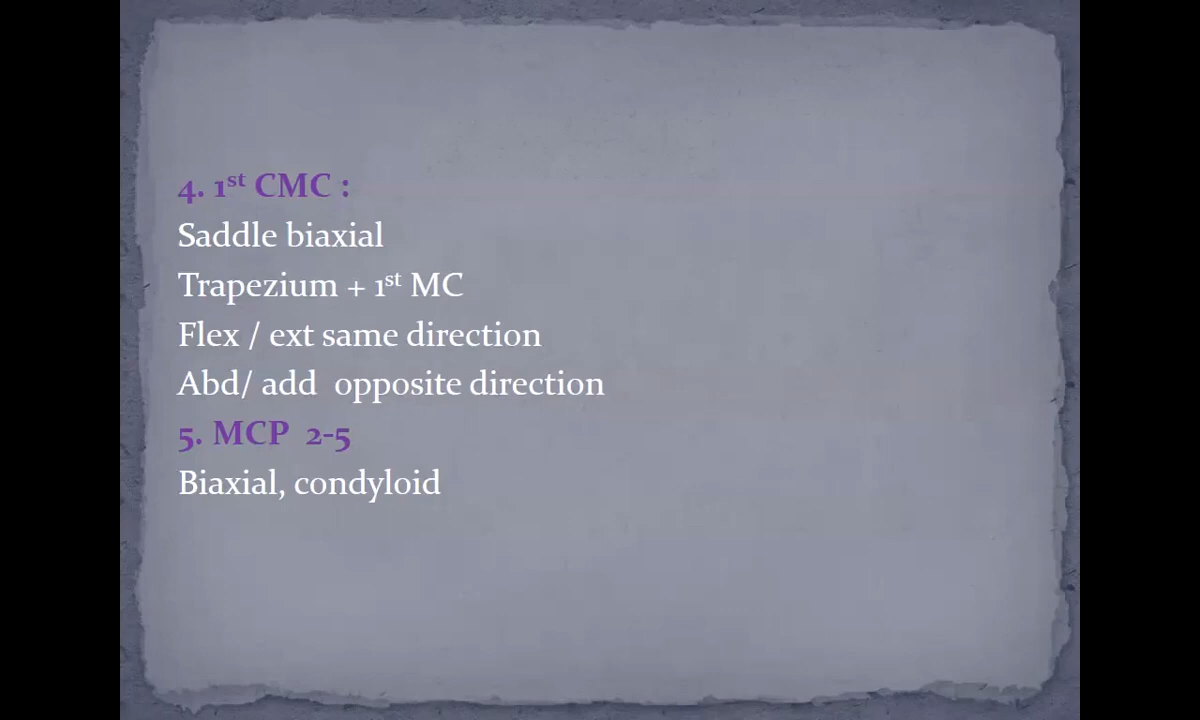 4. 1st CMC :
Saddle biaxial
Trapezium + 1st MC
Flex / ext same direction
Abd/ add  opposite direction
5. MCP  2-5
Biaxial, condyloid